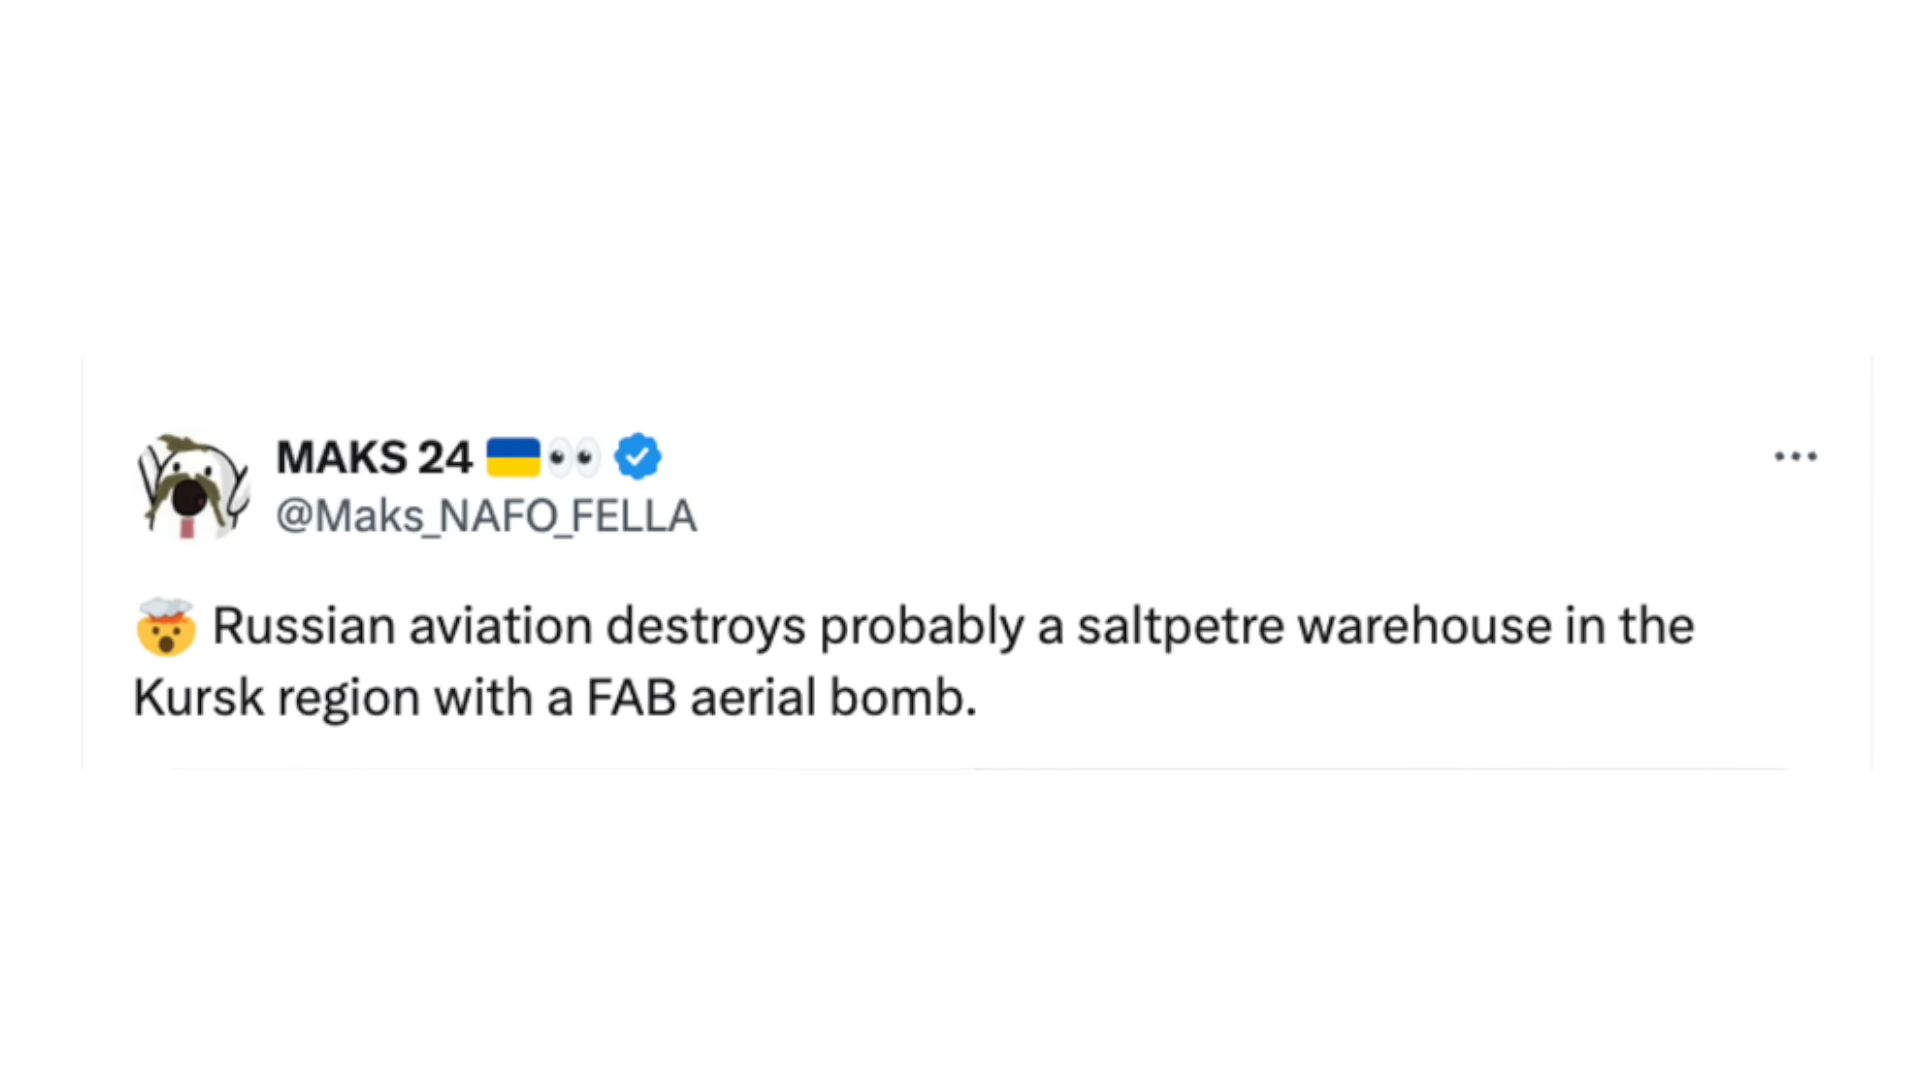 MAKS 24 🇺🇦👀
@Maks_NAFO_FELLA
🤯 Russian aviation destroys probably a saltpetre warehouse in the
Kursk region with a FAB aerial bomb.